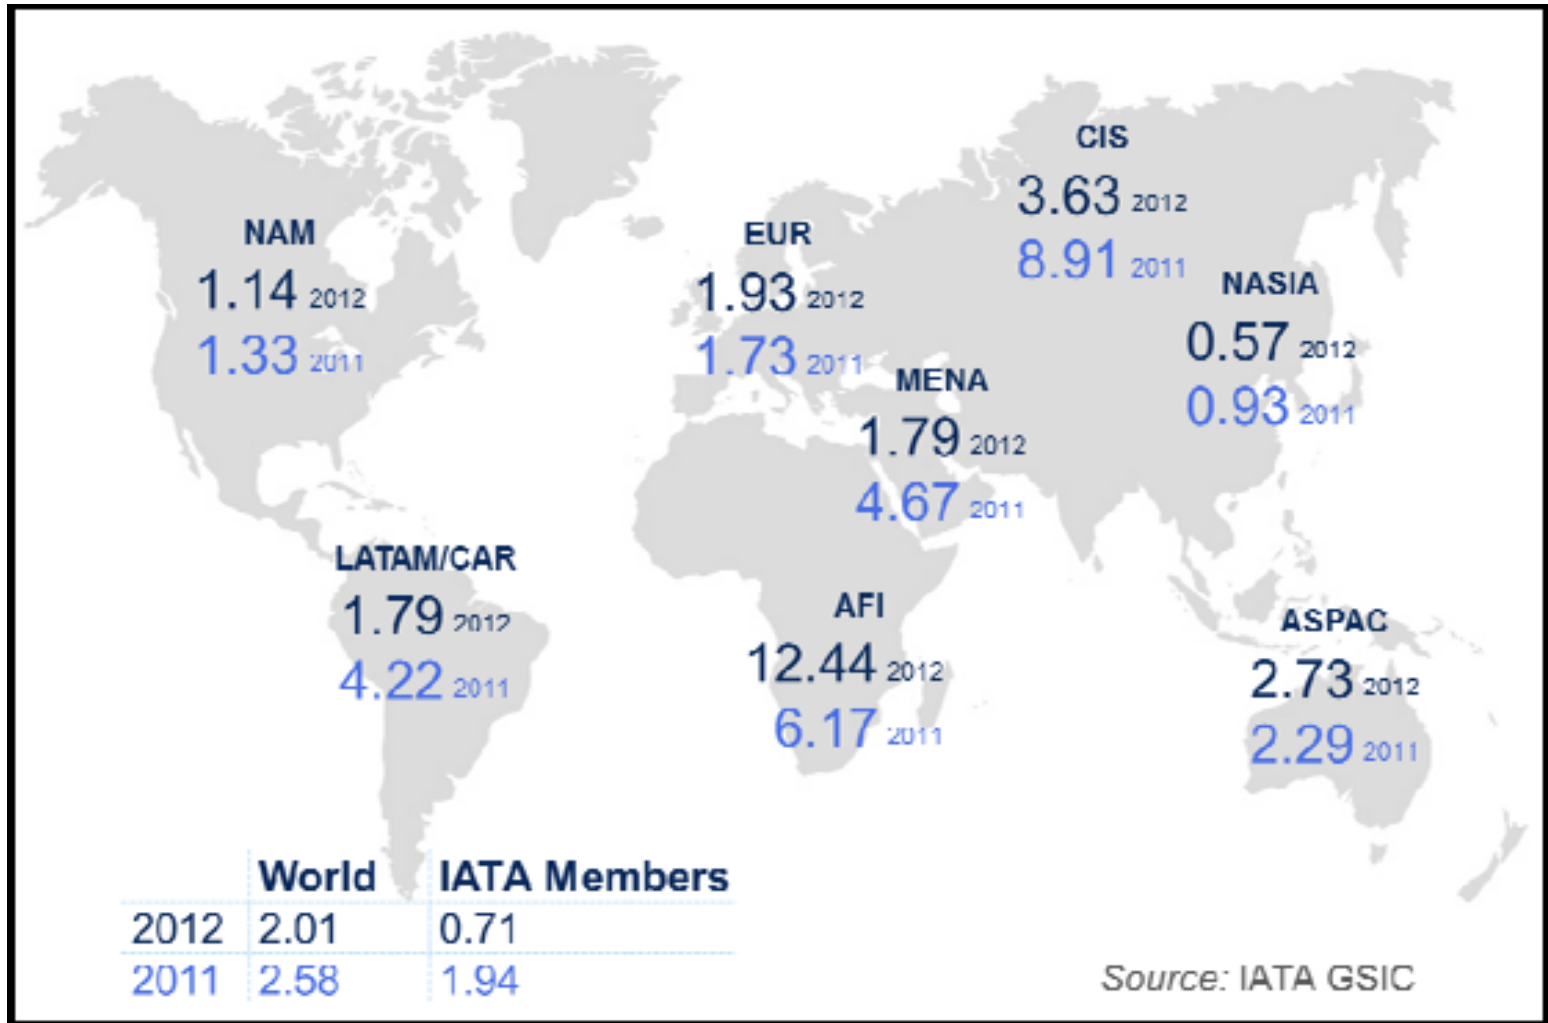 CIS
3.63 2012
8.91 2011
NAM
1.14 2012
1.33 2011
EUR
1.93 2012
1.73 2011
NASIA
0.57 2012
0.93 2011
MENA
1.79 2012
4.67 2011
LATAM/CAR
1.79 2012
4.22 2011
AFI
12.44 2012
6.17 2011
ASPAC
2.73 2012
2.29 2011
World IATA Members
2012 2.01 0.71
2011 2.58 1.94
Source: IATA GSIC